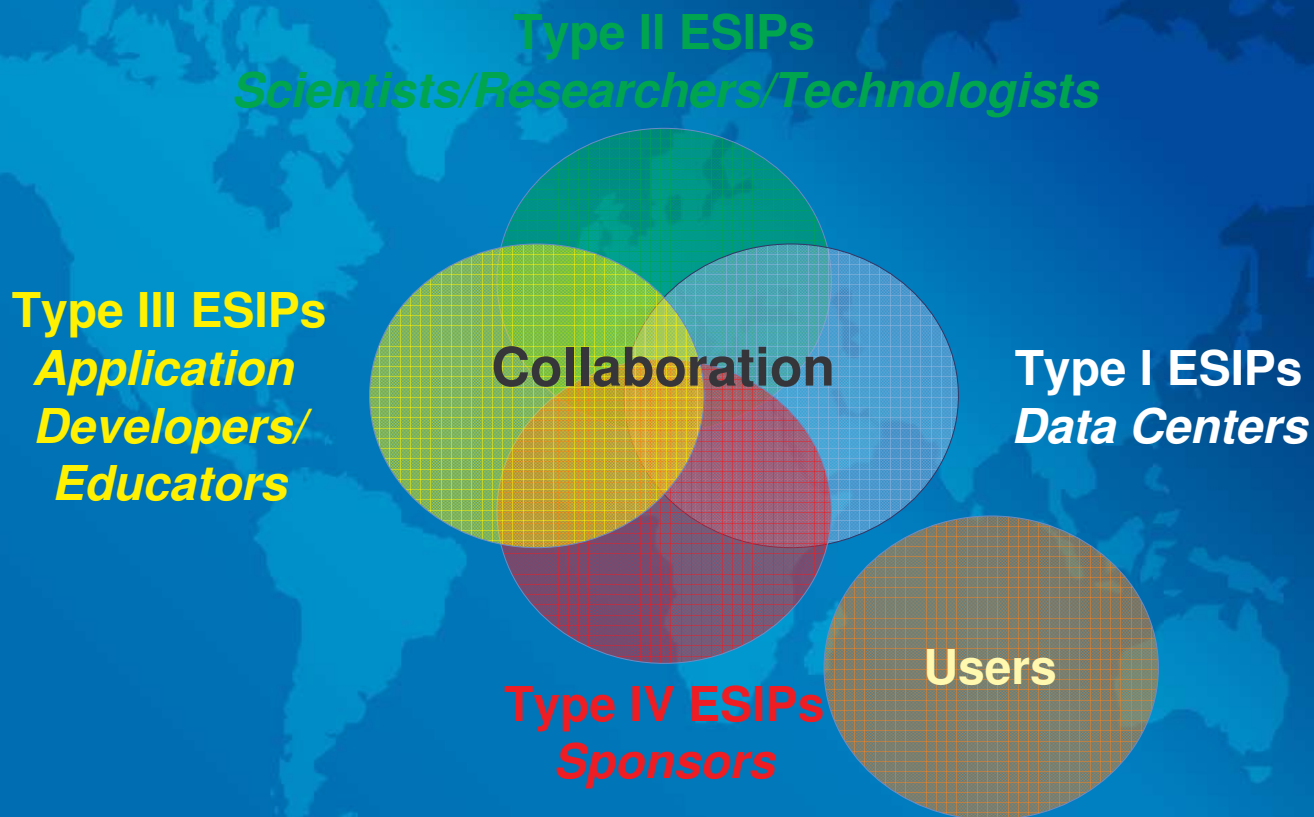 Type II ESIPs
Scientists/Researchers/Technologists
Type III ESIPs
Application
Developers/
Educators
Collaboration
Type I ESIPs
Data Centers
Users
Type IV ESIPs
Sponsors